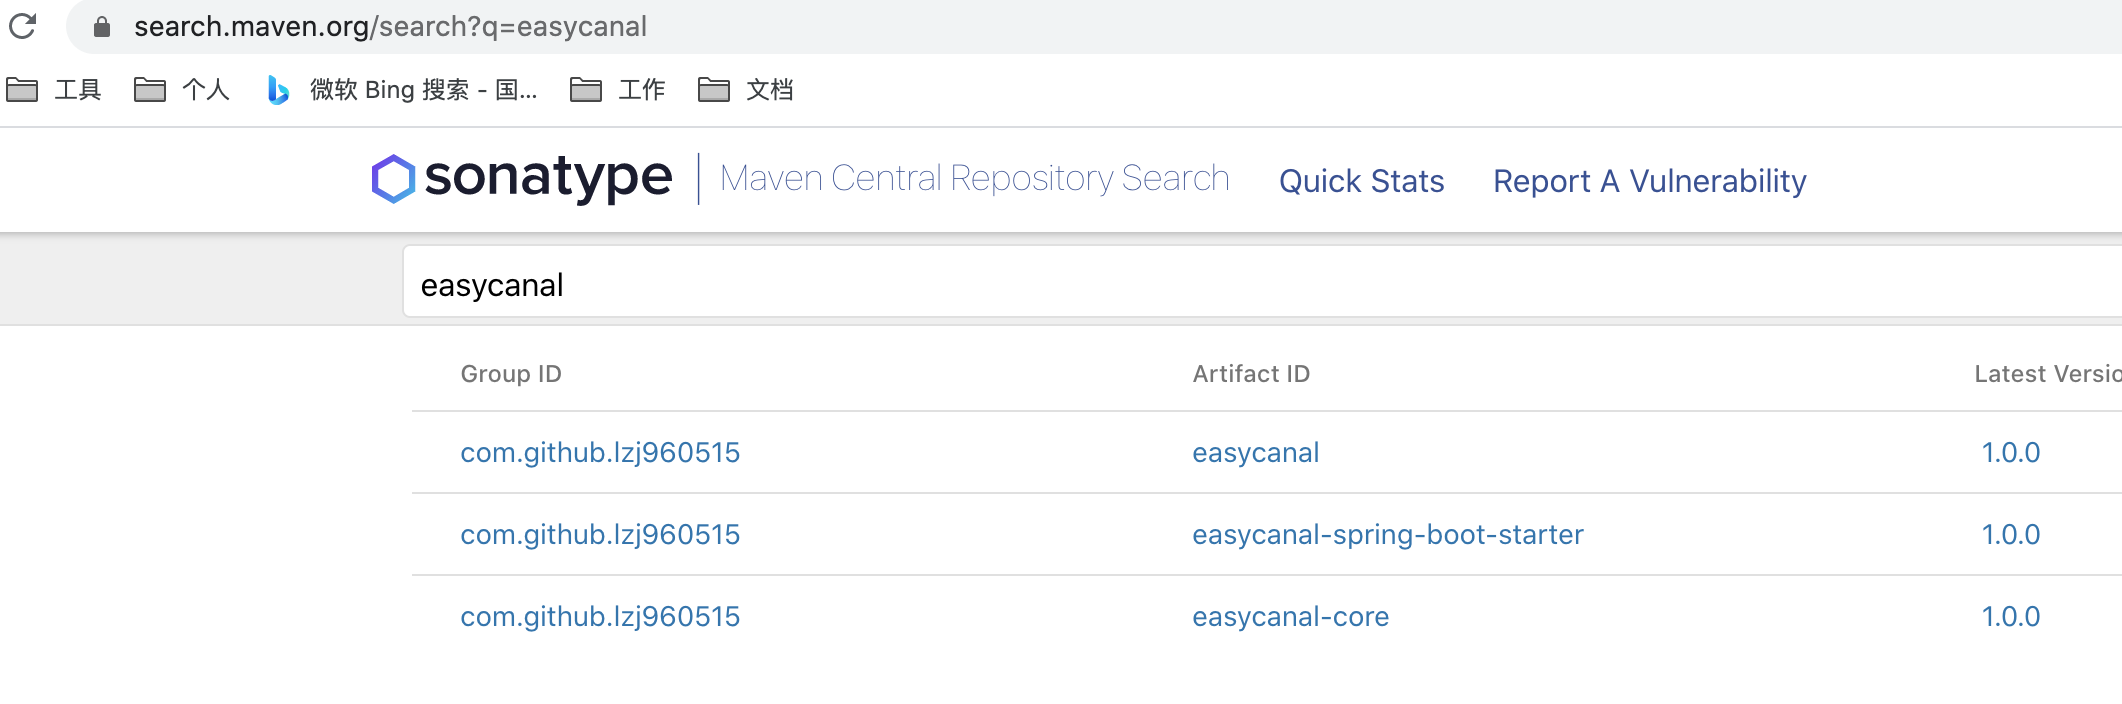 search.maven.org/search?q=easycanal
工具 个人 微软 Bing 搜索 - 国... 工作 文档
sonatype Maven Central Repository Search Quick Stats Report A Vulnerability
easycanal
Group ID Artifact ID Latest Versio
com.github.lzj960515 easycanal 1.0.0
com.github.lzj960515 easycanal-spring-boot-starter 1.0.0
com.github.lzj960515 easycanal-core 1.0.0